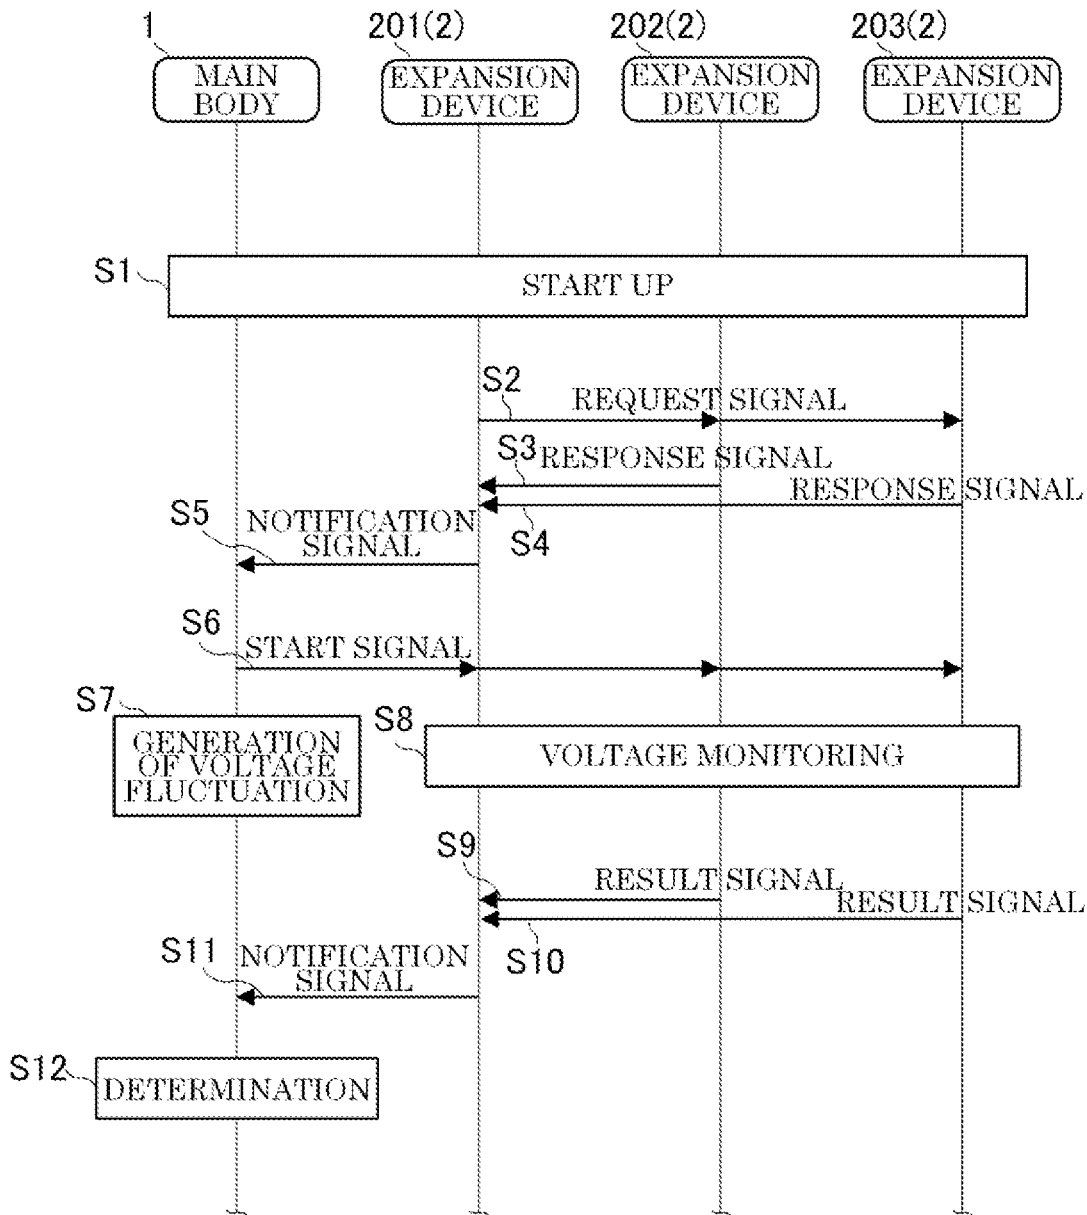 1
201(2)
202(2)
203(2)
MAIN
BODY
EXPANSION
DEVICE
EXPANSION
DEVICE
EXPANSION
DEVICE
S1
START UP
S2
REQUEST SIGNAL
S3
RESPONSE SIGNAL
RESPONSE SIGNAL
S4
S5
NOTIFICATION
SIGNAL
S6
START SIGNAL
S7
GENERATION
OF VOLTAGE
FLUCTUATION
S8
VOLTAGE MONITORING
S9
RESULT SIGNAL
RESULT SIGNAL
S10
S11
NOTIFICATION
SIGNAL
S12
DETERMINATION